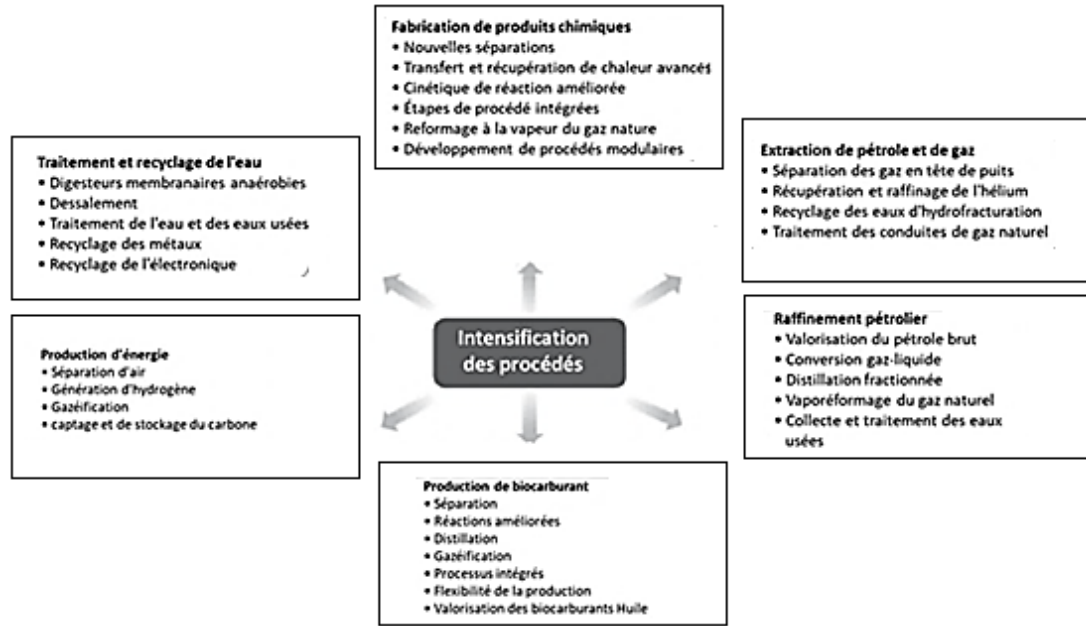 Fabrication de produits chimiques
• Nouvelles séparations
• Transfert et récupération de chaleur avancés
• Cinétique de réaction améliorée
• Étapes de procédé intégrées
• Reformage à la vapeur du gaz nature
• Développement de procédés modulaires
Traitement et recyclage de l'eau
• Digesteurs membranaires anaérobies
• Dessalement
• Traitement de l'eau et des eaux usées
• Recyclage des métaux
• Recyclage de l'électronique
Extraction de pétrole et de gaz
• Séparation des gaz en tête de puits
• Récupération et raffinage de l'hélium
• Recyclage des eaux d'hydrofracturation
• Traitement des conduites de gaz naturel
Intensification
des procédés
Production d'énergie
• Séparation d'air
• Génération d'hydrogène
• Gazéification
• captage et de stockage du carbone
Raffinement pétrolier
• Valorisation du pétrole brut
• Conversion gaz-liquide
• Distillation fractionnée
• Vaporéformage du gaz naturel
• Collecte et traitement des eaux
usées
Production de biocarburant
• Séparation
• Réactions améliorées
• Distillation
• Gazéification
• Processus intégrés
• Flexibilité de la production
• Valorisation des biocarburants Huile